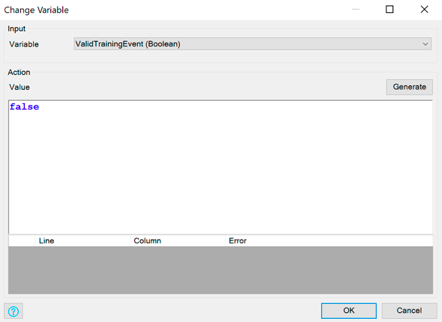 Change Variable
Input
Variable ValidTrainingEvent (Boolean)
Action
Value Generate
false
Line Column Error
? OK Cancel